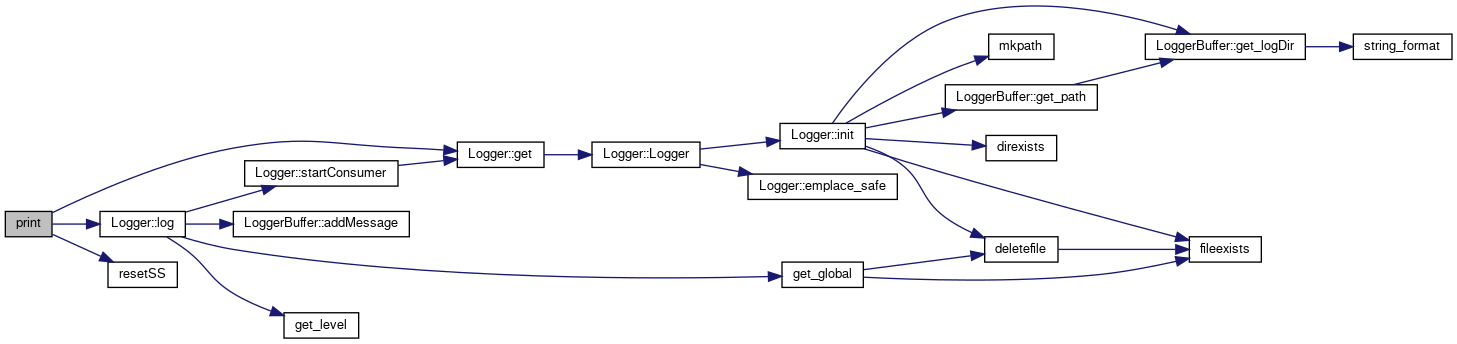 print
Logger::log
resetSS
Logger::startConsumer
LoggerBuffer::addMessage
get_level
Logger::get
Logger::Logger
Logger::init
Logger::emplace_safe
get_global
mkpath
LoggerBuffer::get_path
direxists
deletefile
LoggerBuffer::get_logDir
fileexists
string_format